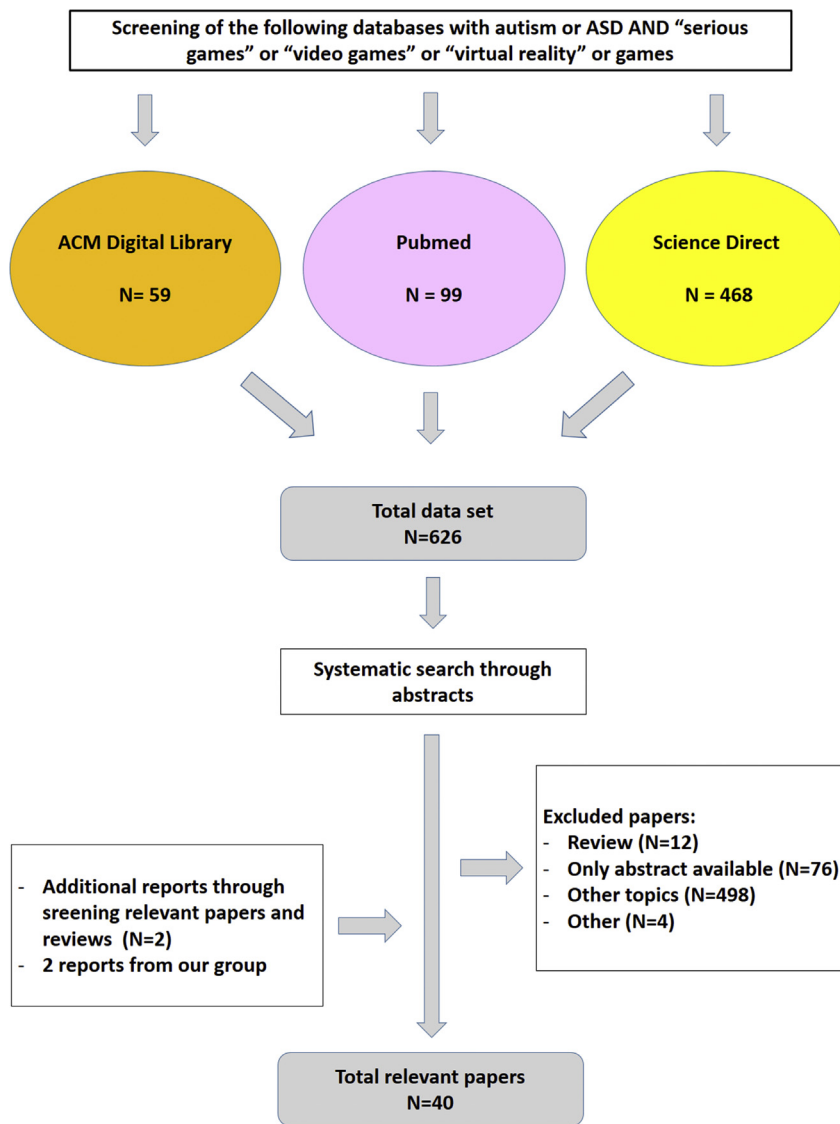 Screening of the following databases with autism or ASD AND “serious
games” or “video games” or “virtual reality” or games
ACM Digital Library
N= 59
Pubmed
N = 99
Science Direct
N = 468
Total data set
N=626
Systematic search through
abstracts
Excluded papers:
- Review (N=12)
- Only abstract available (N=76)
- Other topics (N=498)
- Other (N=4)
- Additional reports through
sreening relevant papers and
reviews (N=2)
- 2 reports from our group
Total relevant papers
N=40